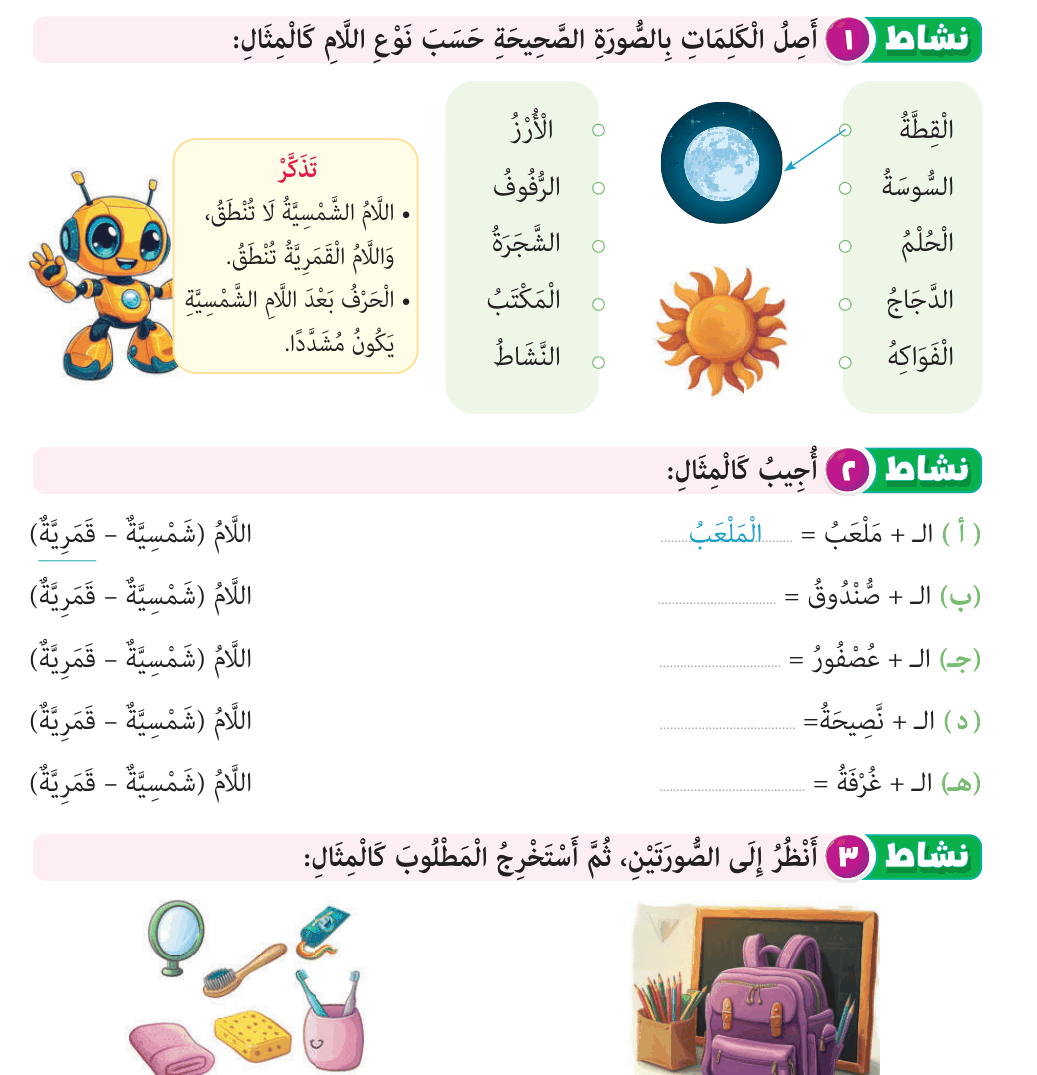 نشاط ١ أَصِلُ الْكَلِمَاتِ بِالصُّورَةِ الصَّحِيحَةِ حَسَبَ نَوْعِ اللَّامِ كَالْمِثَالِ:
الْقِطَّةُ
السُّوسَةُ
الْحُلْمُ
الدَّجَاجُ
الْفَوَاكِهُ
الْأُرْزُ
الرُّفُوفُ
الشَّجَرَةُ
الْمَكْتَبُ
النَّشَاطُ
تَذَكَّرْ
• اللَّامُ الشَّمْسِيَّةُ لَا تُنْطَقُ،
وَاللَّامُ الْقَمَرِيَّةُ تُنْطَقُ.
• الْحَرْفُ بَعْدَ اللَّامِ الشَّمْسِيَّةِ
يَكُونُ مُشَدَّدًا.
نشاط ٢ أُجِيبُ كَالْمِثَالِ:
(أ) الـ + مَلْعَبُ = الْمَلْعَبُ اللَّامُ (شَمْسِيَّةٌ – قَمَرِيَّةٌ)
(ب) الـ + صُّنْدُوقُ = اللَّامُ (شَمْسِيَّةٌ – قَمَرِيَّةٌ)
(جـ) الـ + عُصْفُورُ = اللَّامُ (شَمْسِيَّةٌ – قَمَرِيَّةٌ)
(د) الـ + نَّصِيحَةُ= اللَّامُ (شَمْسِيَّةٌ – قَمَرِيَّةٌ)
(هـ) الـ + غُرْفَةُ = اللَّامُ (شَمْسِيَّةٌ – قَمَرِيَّةٌ)
نشاط ٣ أَنْظُرُ إِلَى الصُّورَتَيْنِ، ثُمَّ أَسْتَخْرِجُ الْمَطْلُوبَ كَالْمِثَالِ: